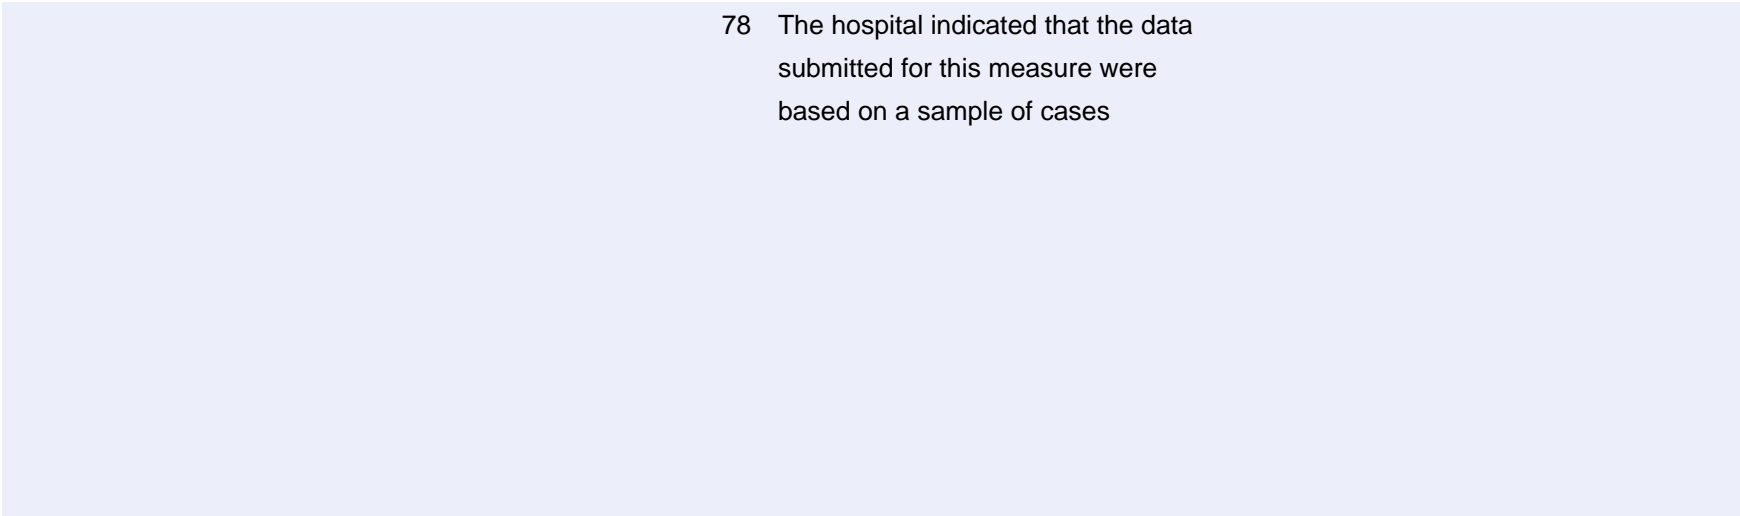 78 The hospital indicated that the data
submitted for this measure were
based on a sample of cases